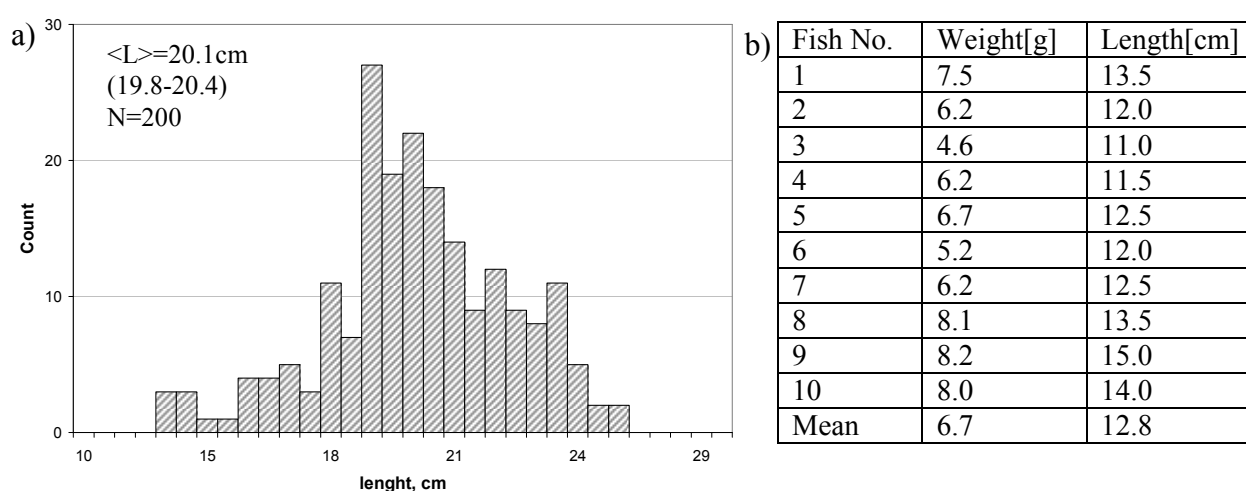 a)
<L>=20.1cm
(19.8-20.4)
N=200
Count
30
20
10
0
10 15 18 21 24 29
lenght, cm
b)
Fish No. Weight[g] Length[cm]
1 7.5 13.5
2 6.2 12.0
3 4.6 11.0
4 6.2 11.5
5 6.7 12.5
6 5.2 12.0
7 6.2 12.5
8 8.1 13.5
9 8.2 15.0
10 8.0 14.0
Mean 6.7 12.8